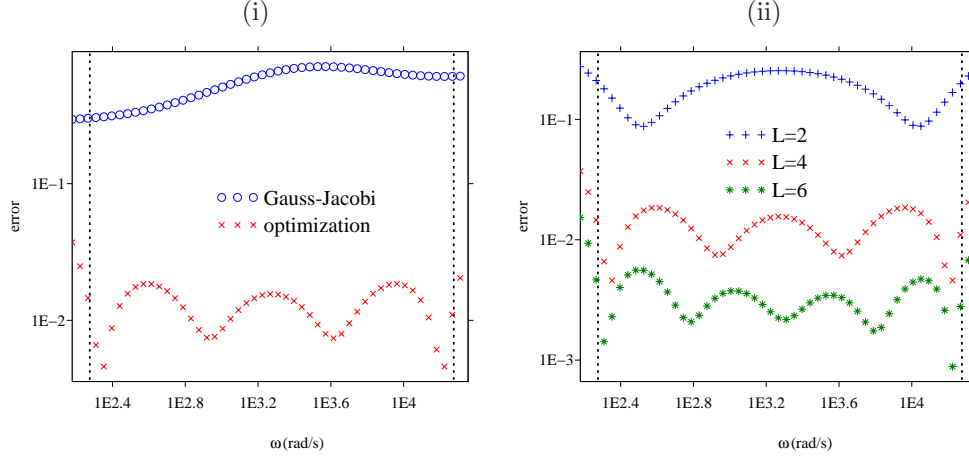 (i)
error
1E−1
1E−2
Gauss-Jacobi
optimization
1E2.4 1E2.8 1E3.2 1E3.6 1E4
ω(rad/s)
(ii)
error
1E−1
1E−2
1E−3
L=2
L=4
L=6
1E2.4 1E2.8 1E3.2 1E3.6 1E4
ω(rad/s)